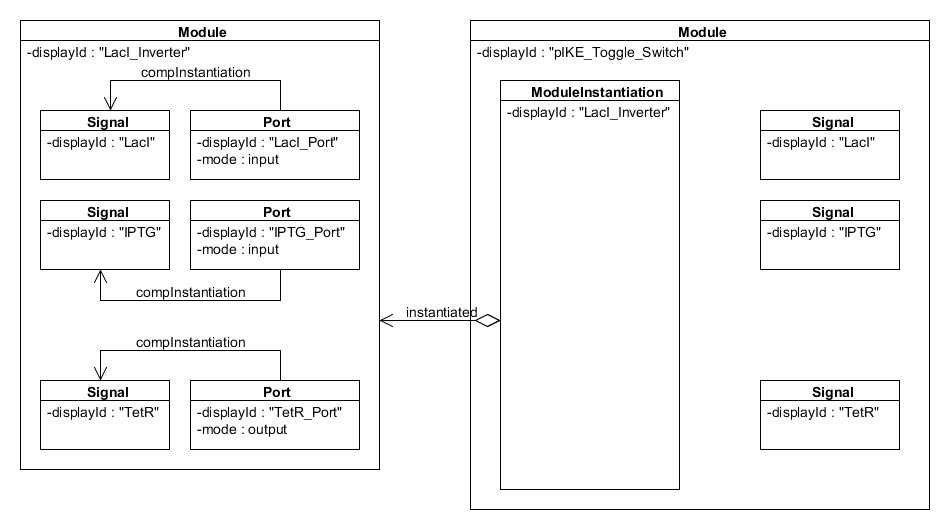 Module
-displayId : "LacI_Inverter"
compInstantiation
Signal
-displayId : "LacI"
Port
-displayId : "LacI_Port"
-mode : input
Signal
-displayId : "IPTG"
Port
-displayId : "IPTG_Port"
-mode : input
compInstantiation
compInstantiation
Signal
-displayId : "TetR"
Port
-displayId : "TetR_Port"
-mode : output
instantiated
Module
-displayId : "pIKE_Toggle_Switch"
ModuleInstantiation
-displayId : "LacI_Inverter"
Signal
-displayId : "LacI"
Signal
-displayId : "IPTG"
Signal
-displayId : "TetR"